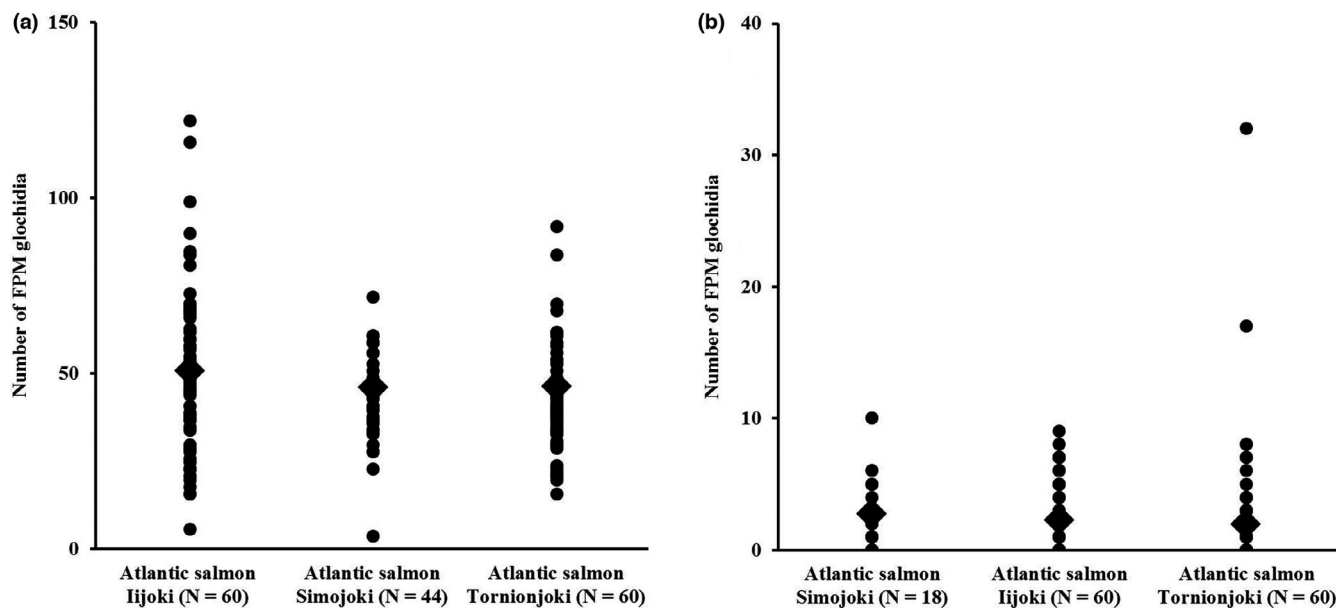 (a)
Number of FPM glochidia
150
100
50
0
Atlantic salmon
Iijoki (N = 60)
Atlantic salmon
Simojoki (N = 44)
Atlantic salmon
Tornionjoki (N = 60)
(b)
Number of FPM glochidia
40
30
20
10
0
Atlantic salmon
Simojoki (N = 18)
Atlantic salmon
Iijoki (N = 60)
Atlantic salmon
Tornionjoki (N = 60)